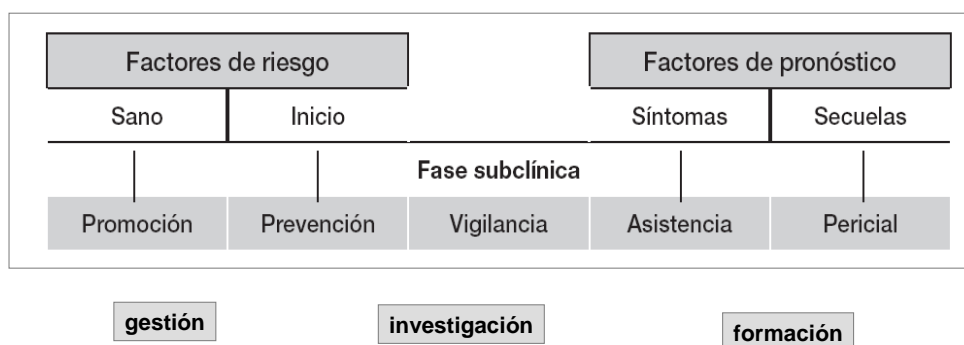 Factores de riesgo Factores de pronóstico
Sano Inicio Síntomas Secuelas
Fase subclínica
Promoción Prevención Vigilancia Asistencia Pericial
gestión investigación formación